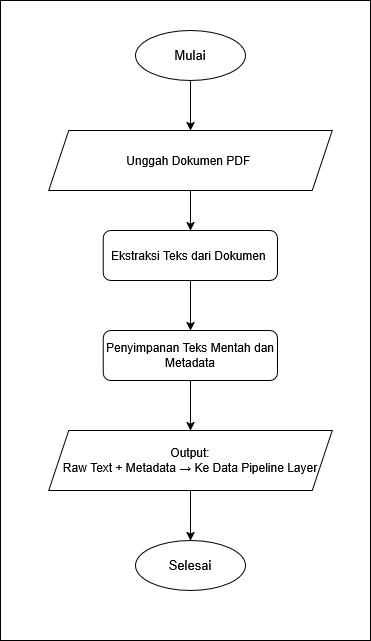 Mulai
Unggah Dokumen PDF
Ekstraksi Teks dari Dokumen
Penyimpanan Teks Mentah dan
Metadata
Output:
Raw Text + Metadata → Ke Data Pipeline Layer
Selesai